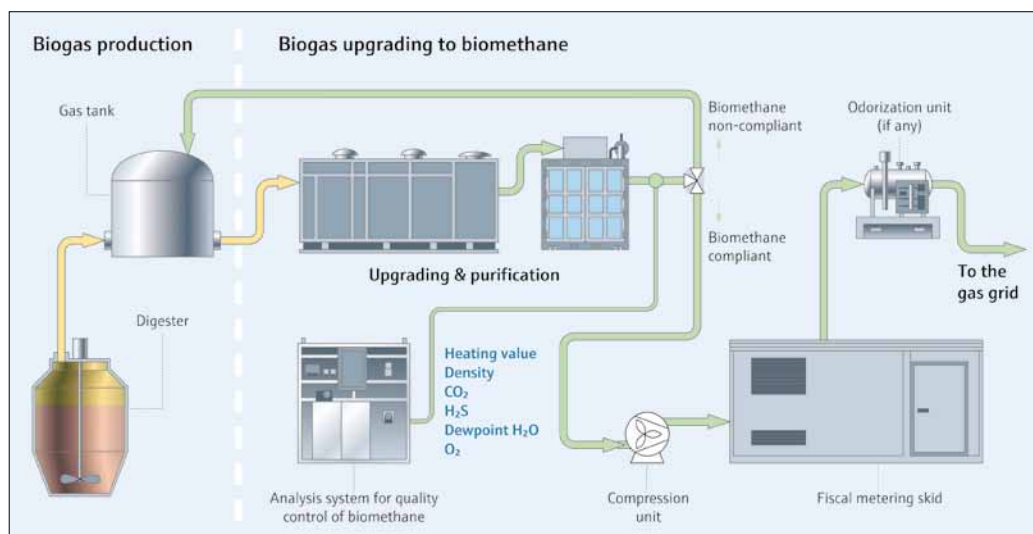 Biogas production
Biogas upgrading to biomethane
Gas tank
Biomethane
non-compliant
Odorization unit
(if any)
Biomethane
compliant
Upgrading & purification
To the
gas grid
Digester
Heating value
Density
CO₂
H₂S
Dewpoint H₂O
O₂
Analysis system for quality
control of biomethane
Compression
unit
Fiscal metering skid